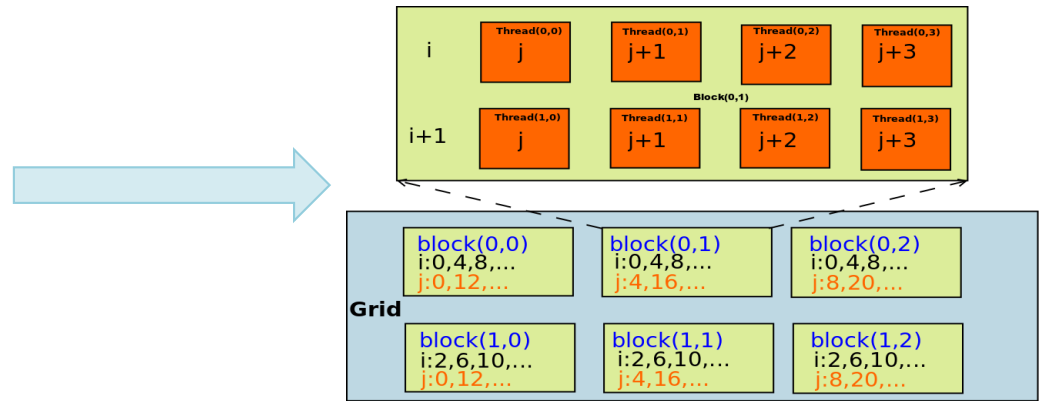 Thread(0,0) Thread(0,1) Thread(0,2) Thread(0,3)
i j j+1 j+2 j+3
Block(0,1)
Thread(1,0) Thread(1,1) Thread(1,2) Thread(1,3)
i+1 j j+1 j+2 j+3
block(0,0) block(0,1) block(0,2)
i:0,4,8,... i:0,4,8,... i:0,4,8,...
j:0,12,... j:4,16,... j:8,20,...
Grid
block(1,0) block(1,1) block(1,2)
i:2,6,10,... i:2,6,10,... i:2,6,10,...
j:0,12,... j:4,16,... j:8,20,...